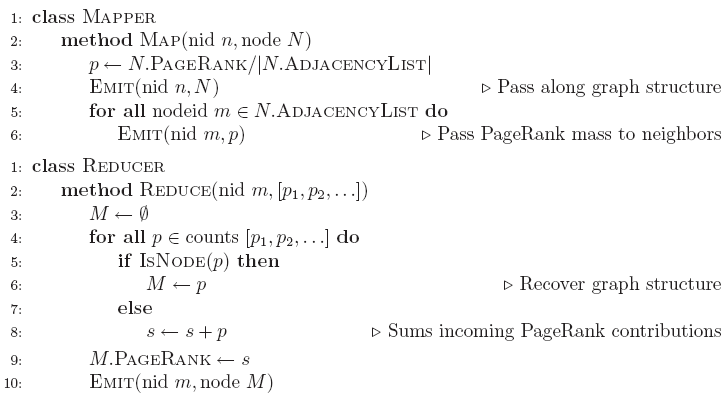 1: class MAPPER
2: method MAP(nid n, node N)
3: p ← N.PAGERANK/|N.ADJACENCYLIST|
4: EMIT(nid n, N) ▷ Pass along graph structure
5: for all nodeid m ∈ N.ADJACENCYLIST do
6: EMIT(nid m, p) ▷ Pass PageRank mass to neighbors
1: class REDUCER
2: method REDUCE(nid m, [p₁, p₂, . . .])
3: M ← ∅
4: for all p ∈ counts [p₁, p₂, . . .] do
5: if ISNODE(p) then
6: M ← p ▷ Recover graph structure
7: else
8: s ← s + p ▷ Sums incoming PageRank contributions
9: M.PAGERANK ← s
10: EMIT(nid m, node M)